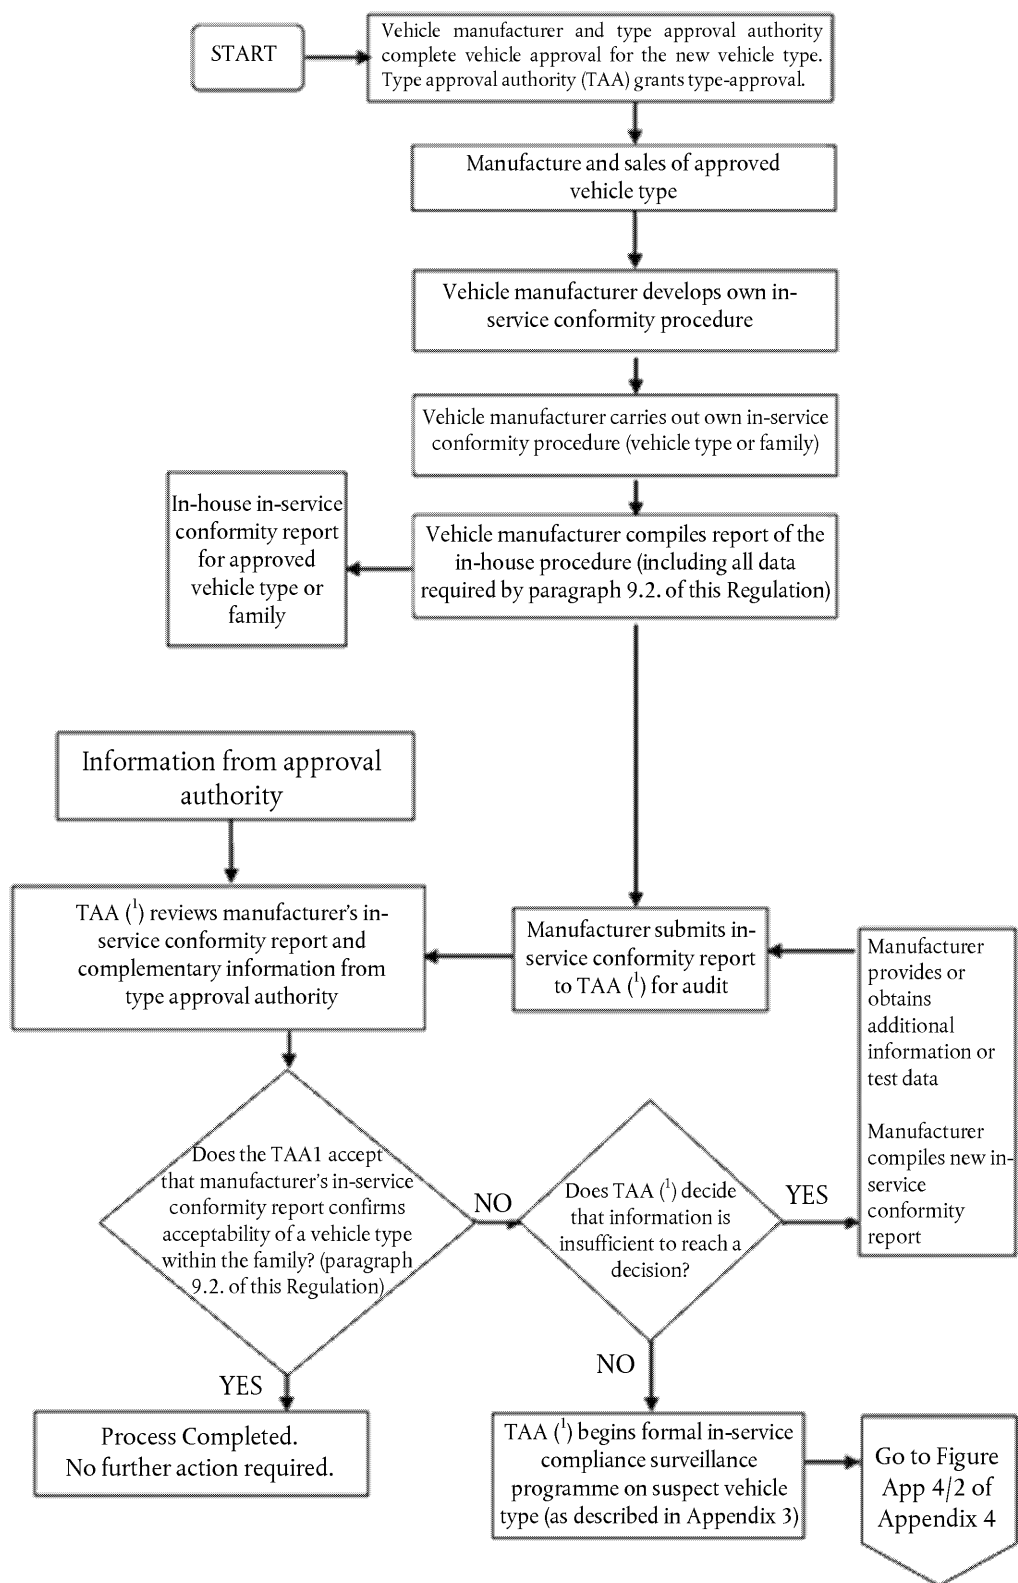 START
Vehicle manufacturer and type approval authority
complete vehicle approval for the new vehicle type.
Type approval authority (TAA) grants type-approval.
Manufacture and sales of approved
vehicle type
Vehicle manufacturer develops own in-
service conformity procedure
Vehicle manufacturer carries out own in-service
conformity procedure (vehicle type or family)
In-house in-service
conformity report
for approved
vehicle type or
family
Vehicle manufacturer compiles report of the
in-house procedure (including all data
required by paragraph 9.2. of this Regulation)
Information from approval
authority
TAA (¹) reviews manufacturer's in-
service conformity report and
complementary information from
type approval authority
Manufacturer submits in-
service conformity report
to TAA (¹) for audit
Manufacturer
provides or
obtains
additional
information or
test data
Manufacturer
compiles new in-
service
conformity
report
Does the TAA1 accept
that manufacturer's in-service
conformity report confirms
acceptability of a vehicle type
within the family? (paragraph
9.2. of this Regulation)
NO
Does TAA (¹) decide
that information is
insufficient to reach a
decision?
YES
NO
YES
Process Completed.
No further action required.
TAA (¹) begins formal in-service
compliance surveillance
programme on suspect vehicle
type (as described in Appendix 3)
Go to Figure
App 4/2 of
Appendix 4